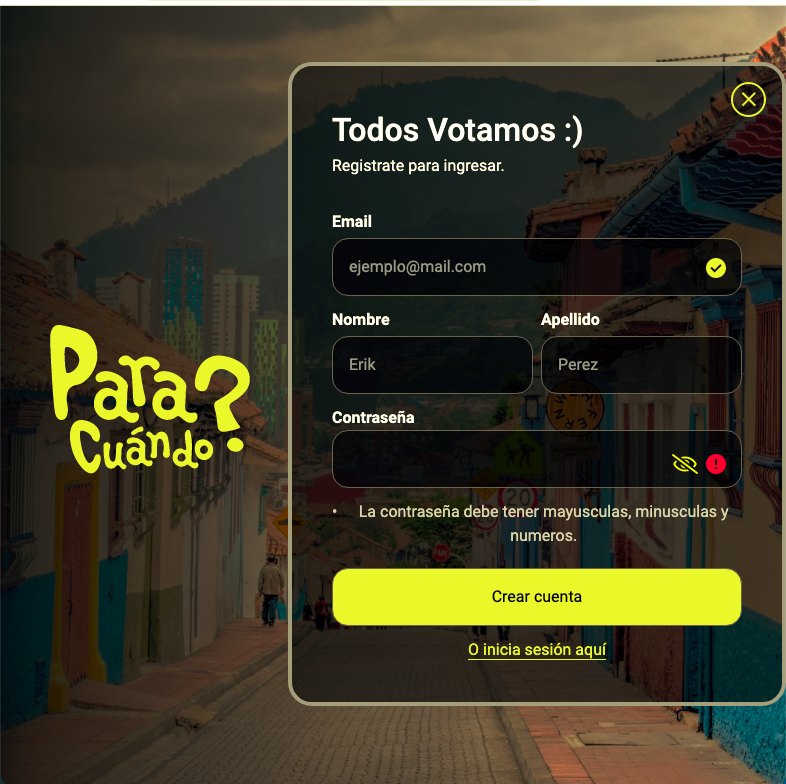 Para
Cuándo?
Todos Votamos :)
Registrate para ingresar.
Email
ejemplo@mail.com
Nombre
Apellido
Erik
Perez
Contraseña
• La contraseña debe tener mayusculas, minusculas y
numeros.
Crear cuenta
O inicia sesión aquí
20